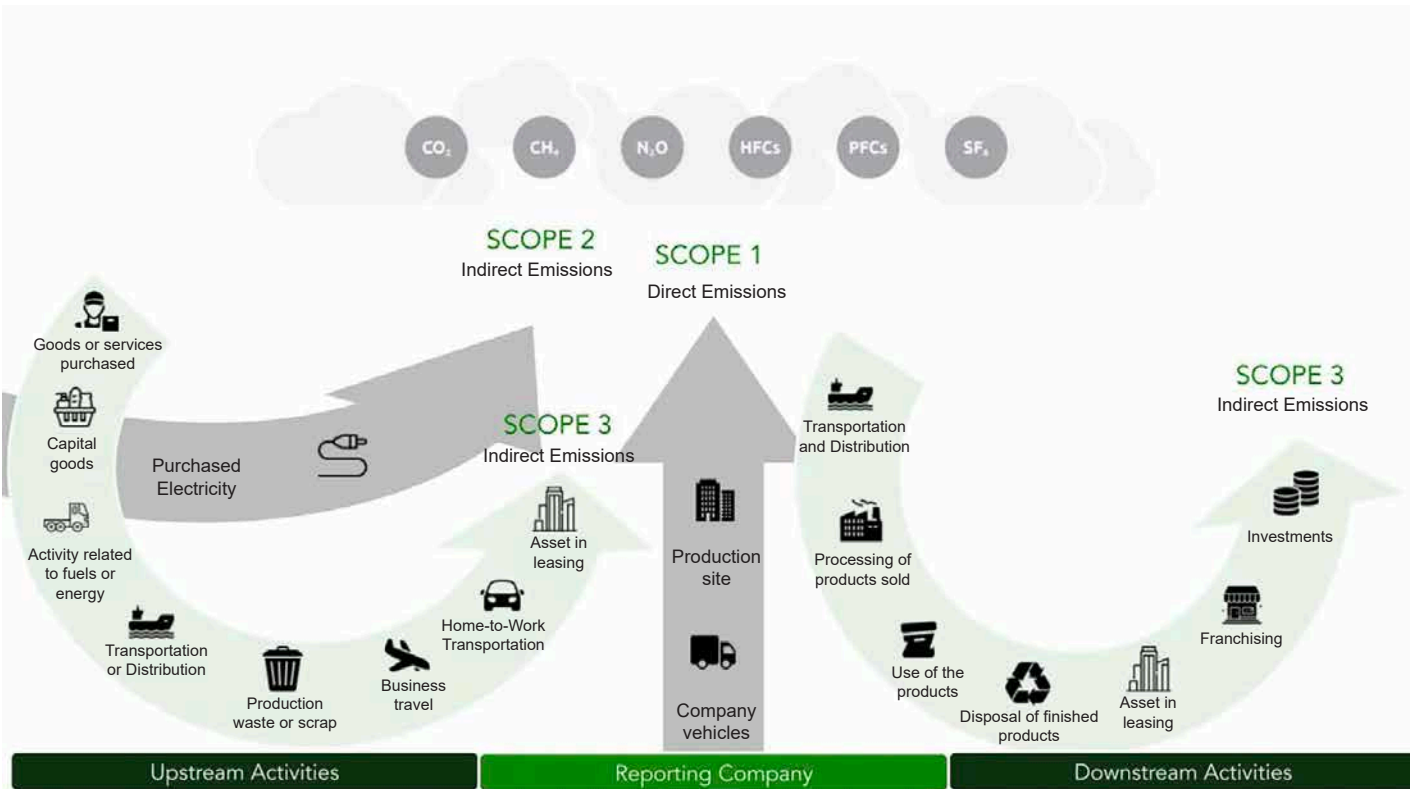 CO₂
CH₄
N₂O
HFCs
PFCs
SF₆
SCOPE 2
Indirect Emissions
SCOPE 1
Direct Emissions
Goods or services
purchased
Capital
goods
Activity related
to fuels or
energy
Transportation
or Distribution
Production
waste or scrap
Business
travel
Home-to-Work
Transportation
Asset in
leasing
SCOPE 3
Indirect Emissions
Purchased
Electricity
Production
site
Company
vehicles
Transportation
and Distribution
Processing of
products sold
Use of the
products
Disposal of finished
products
Asset in
leasing
Franchising
Investments
SCOPE 3
Indirect Emissions
Upstream Activities
Reporting Company
Downstream Activities